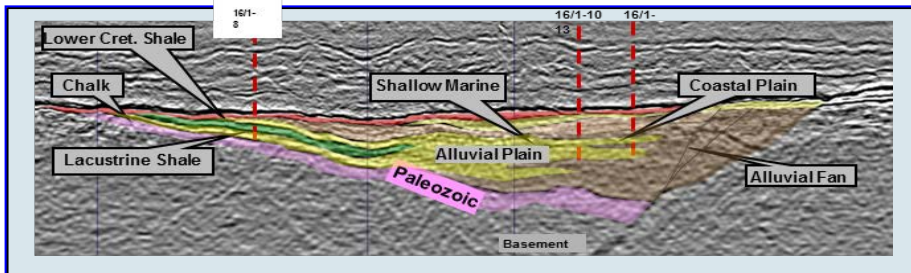 16/1-
8
16/1-10
13
16/1-
Lower Cret. Shale
Chalk
Shallow Marine
Coastal Plain
Lacustrine Shale
Alluvial Plain
Paleozoic
Alluvial Fan
Basement